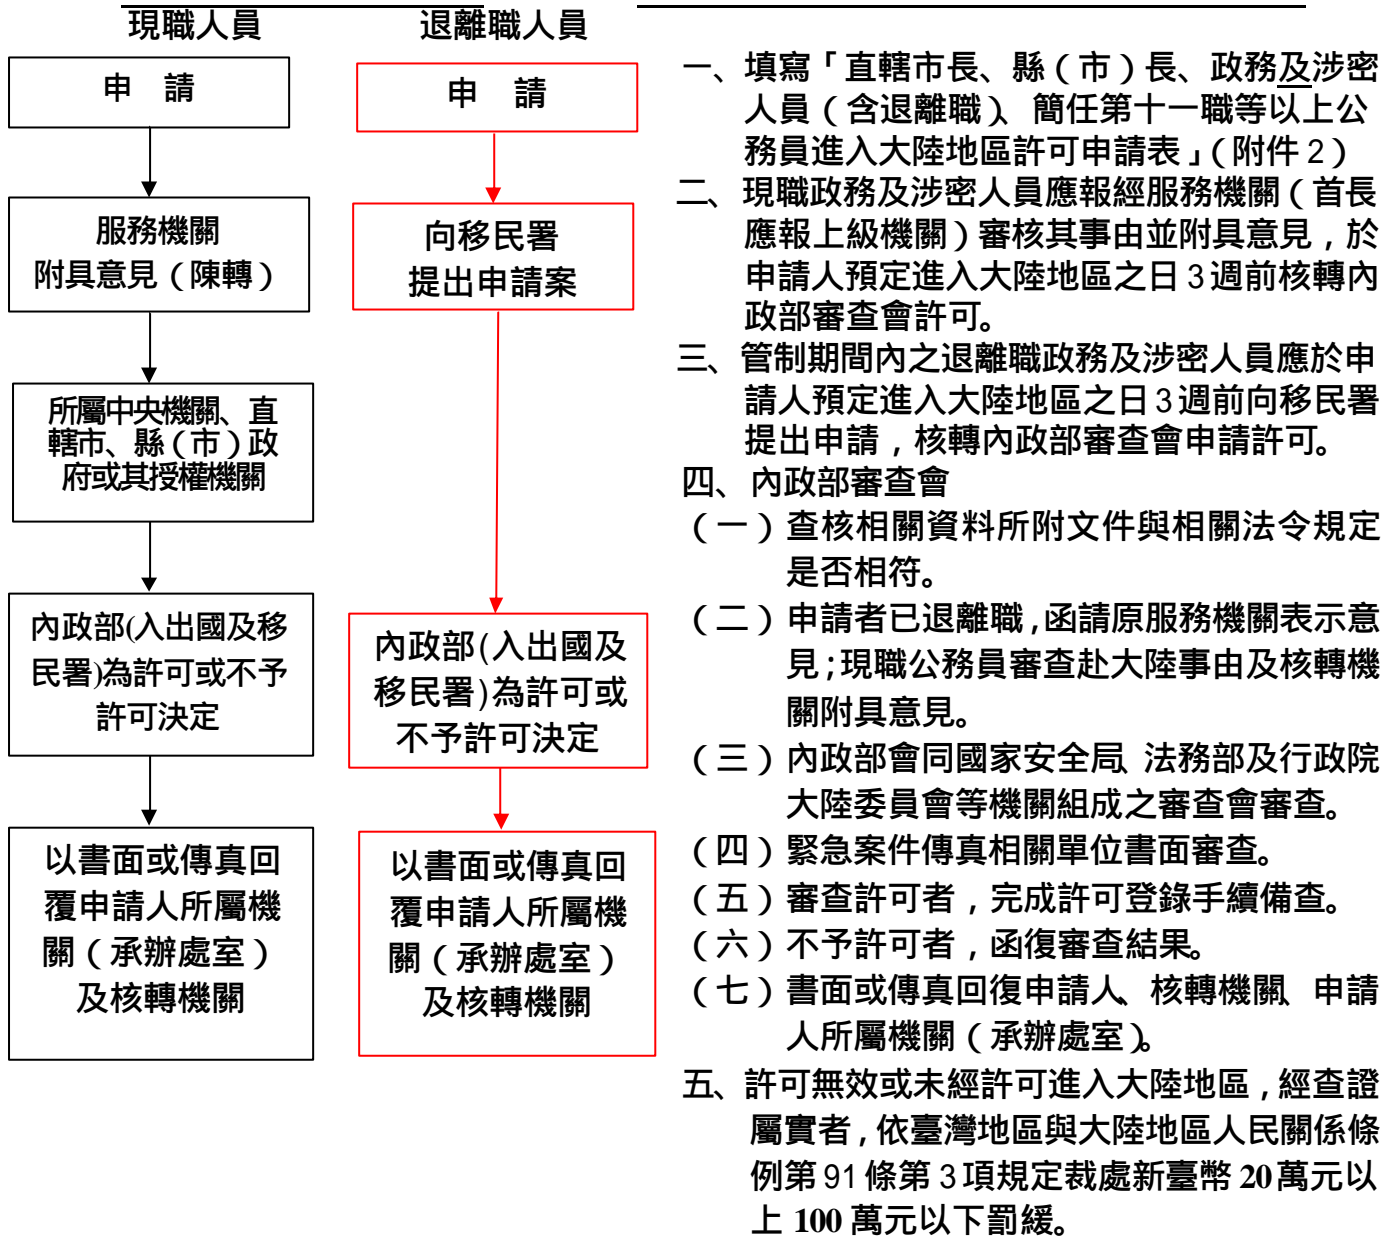 現職人員
申 請
服務機關
附具意見（陳轉）
所屬中央機關、直
轄市、縣（市）政
府或其授權機關
內政部(入出國及移
民署)為許可或不予
許可決定
以書面或傳真回
覆申請人所屬機
關（承辦處室）
及核轉機關
退離職人員
申 請
向移民署
提出申請案
內政部(入出國及
移民署)為許可或
不予許可決定
以書面或傳真回
覆申請人所屬機
關（承辦處室）
及核轉機關
一、填寫「直轄市長、縣（市）長、政務及涉密
人員（含退離職）、簡任第十一職等以上公
務員進入大陸地區許可申請表」（附件2）
二、現職政務及涉密人員應報經服務機關（首長
應報上級機關）審核其事由並附具意見，於
申請人預定進入大陸地區之日3週前核轉內
政部審查會許可。
三、管制期間內之退離職政務及涉密人員應於申
請人預定進入大陸地區之日3週前向移民署
提出申請，核轉內政部審查會申請許可。
四、內政部審查會
（一）查核相關資料所附文件與相關法令規定
是否相符。
（二）申請者已退離職，函請原服務機關表示意
見；現職公務員審查赴大陸事由及核轉機
關附具意見。
（三）內政部會同國家安全局、法務部及行政院
大陸委員會等機關組成之審查會審查。
（四）緊急案件傳真相關單位書面審查。
（五）審查許可者，完成許可登錄手續備查。
（六）不予許可者，函復審查結果。
（七）書面或傳真回復申請人、核轉機關、申請
人所屬機關（承辦處室）。
五、許可無效或未經許可進入大陸地區，經查證
屬實者，依臺灣地區與大陸地區人民關係條
例第91條第3項規定裁處新臺幣20萬元以
上100萬元以下罰緩。